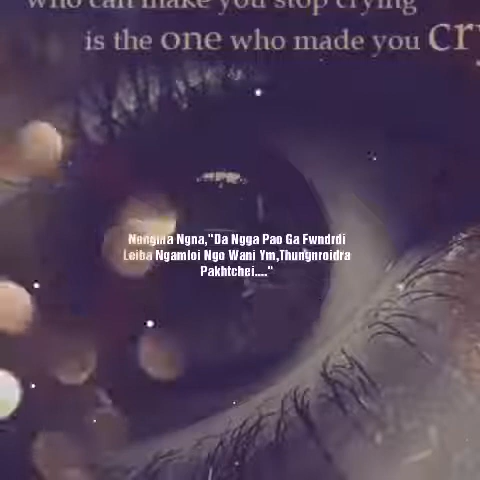 who can make you stop crying
is the one who made you cry
Nongma Ngna,"Da Ngga Pao Ga Fwndrdi
Leiba Ngamloi Ngo Wani Ym,Thungnroidra
Pakhtchei...."